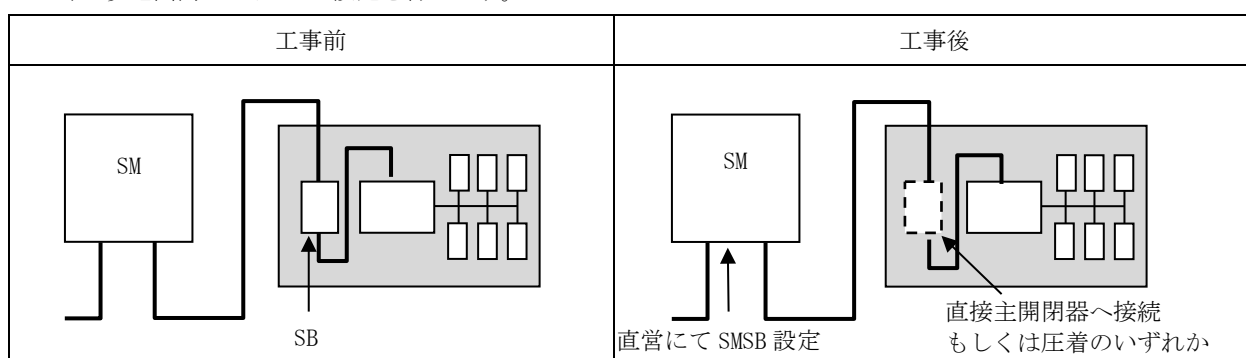 工事前
工事後
SM
SB
SM
直営にて SMSB 設定
直接主開閉器へ接続
もしくは圧着のいずれか